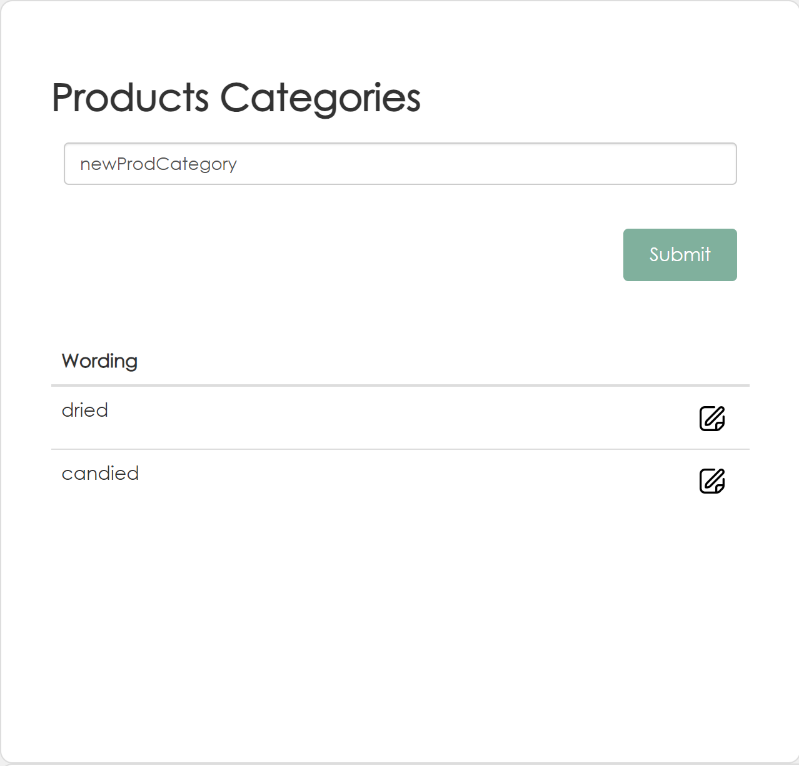 Products Categories
newProdCategory
Submit
Wording
dried
candied